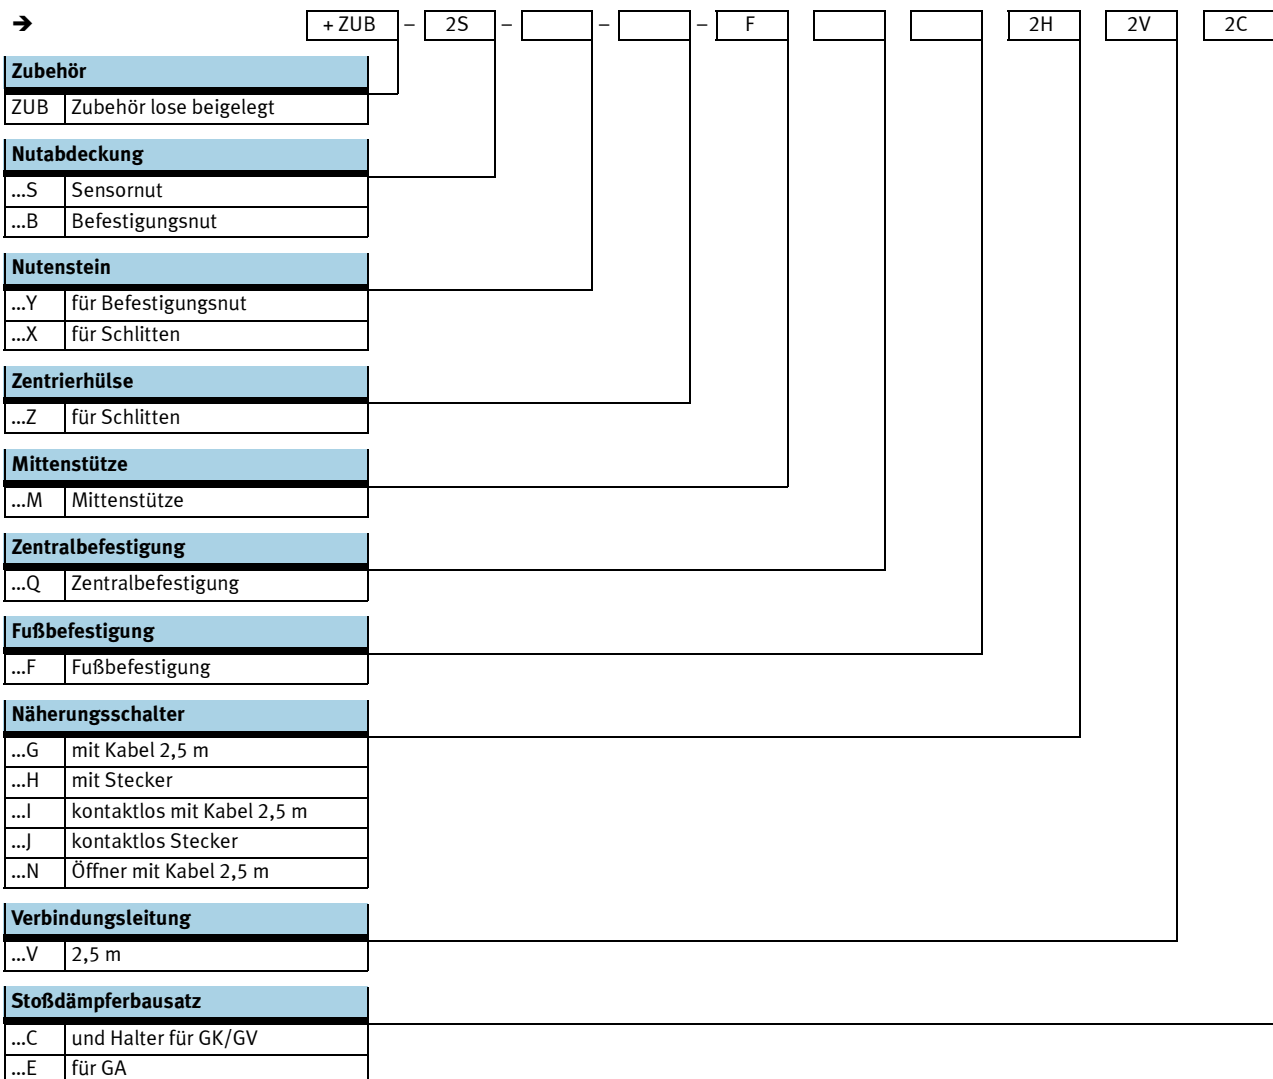 ➔ + ZUB – 2S – – – F 2H 2V 2C
Zubehör
ZUB Zubehör lose beigelegt
Nutabdeckung
...S Sensornut
...B Befestigungsnut
Nutenstein
...Y für Befestigungsnut
...X für Schlitten
Zentrierhülse
...Z für Schlitten
Mittenstütze
...M Mittenstütze
Zentralbefestigung
...Q Zentralbefestigung
Fußbefestigung
...F Fußbefestigung
Näherungsschalter
...G mit Kabel 2,5 m
...H mit Stecker
...I kontaktlos mit Kabel 2,5 m
...J kontaktlos Stecker
...N Öffner mit Kabel 2,5 m
Verbindungsleitung
...V 2,5 m
Stoßdämpferbausatz
...C und Halter für GK/GV
...E für GA